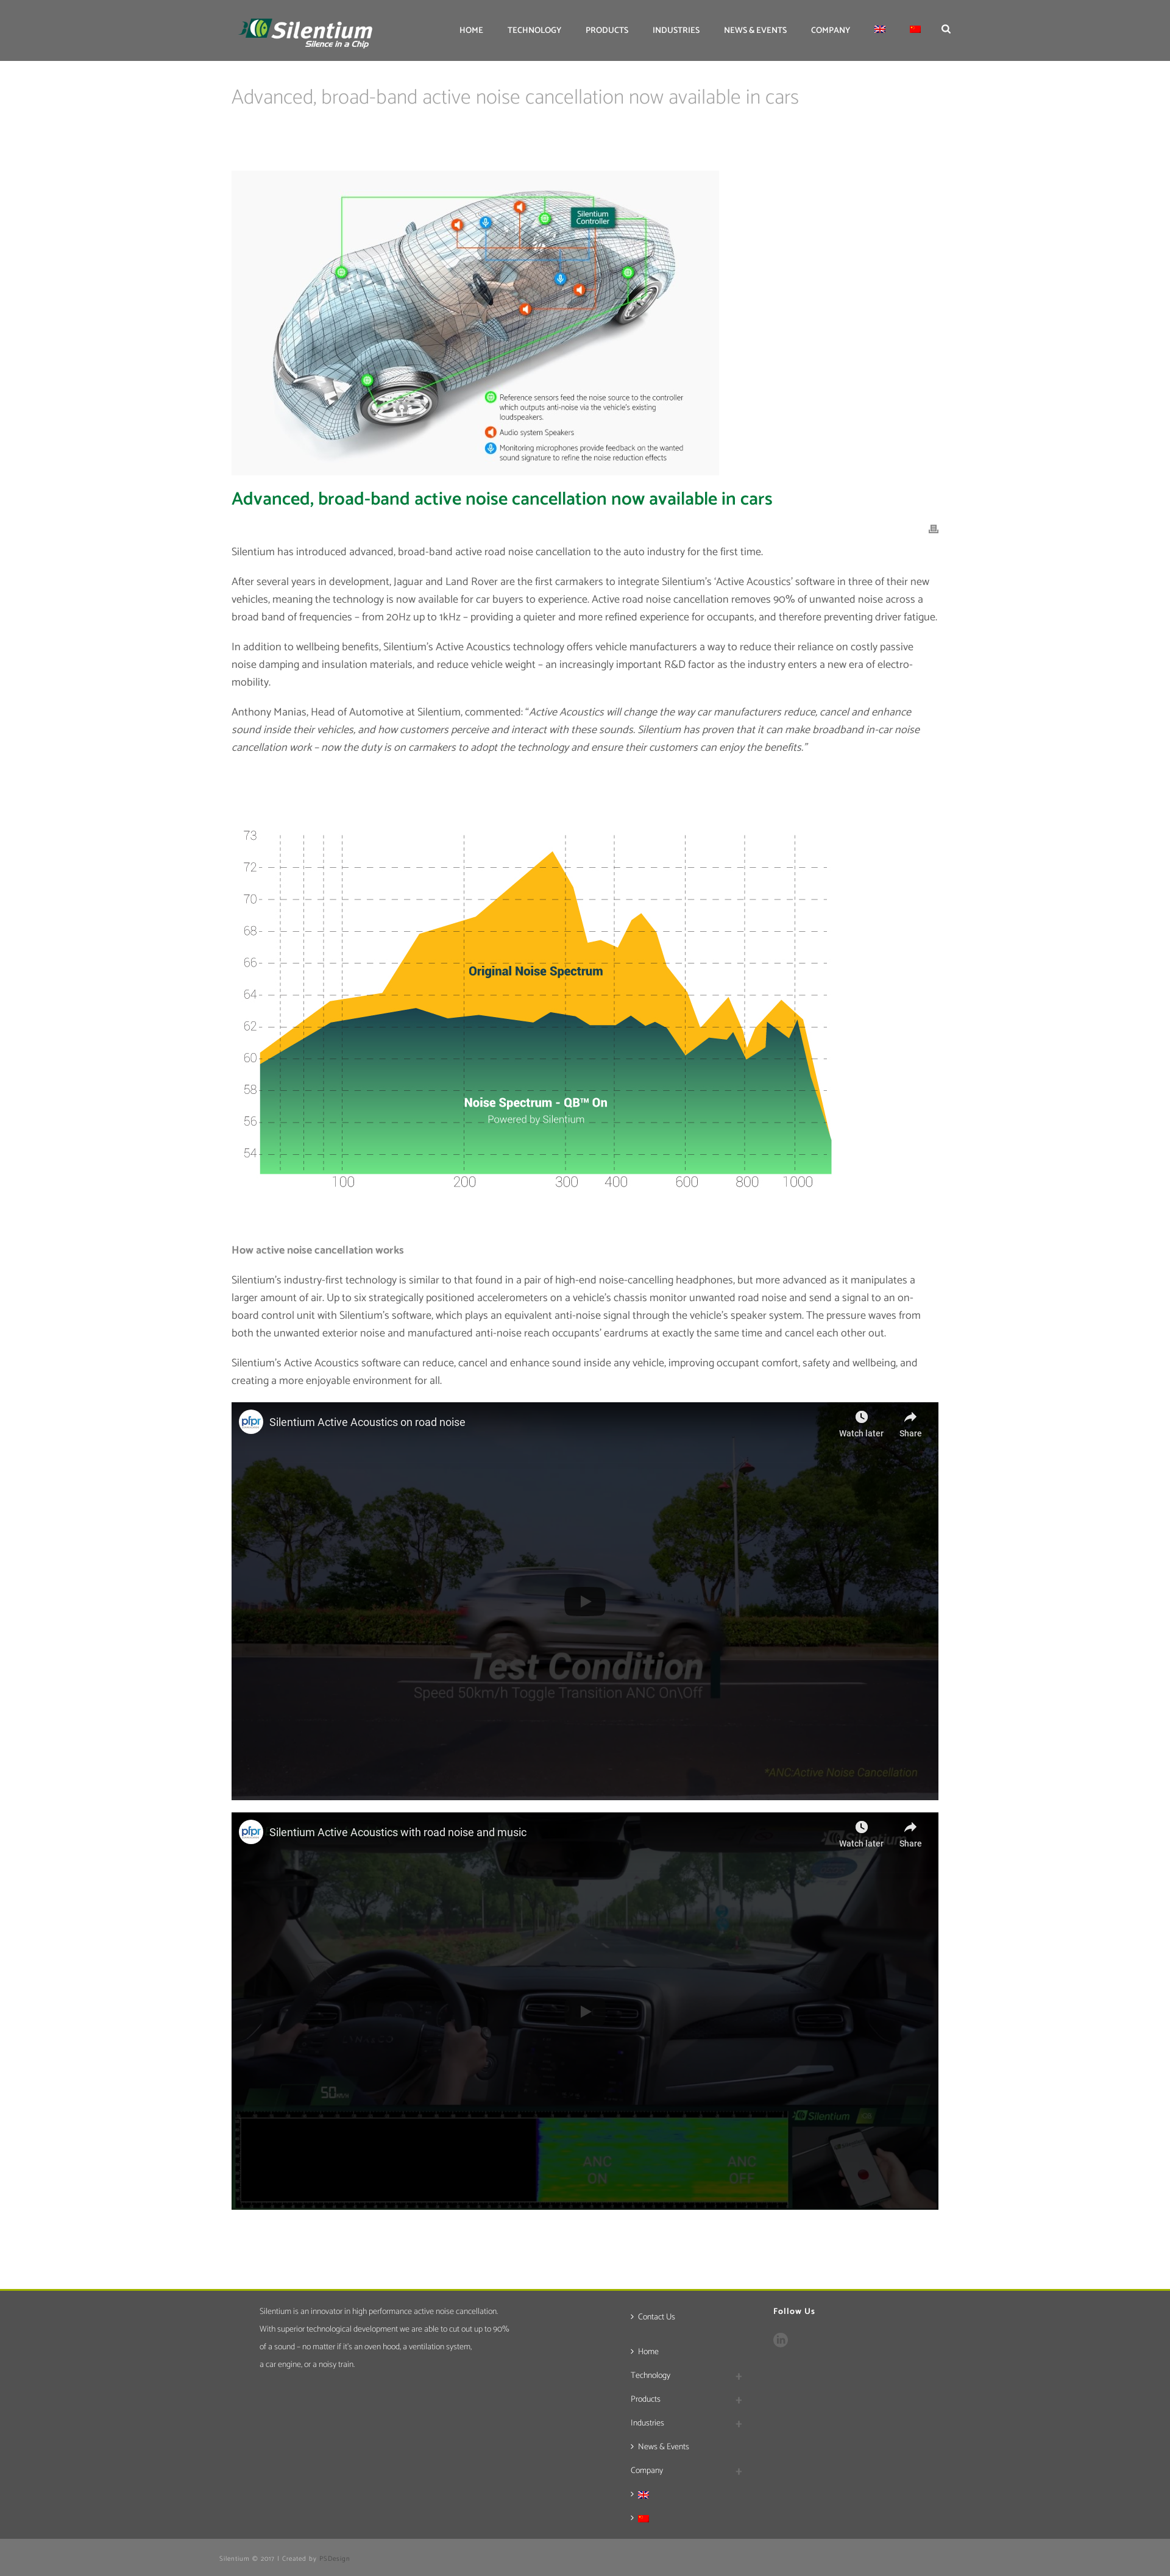 Silentium
Silence in a Chip
HOME
TECHNOLOGY
PRODUCTS
INDUSTRIES
NEWS & EVENTS
COMPANY
Advanced, broad-band active noise cancellation now available in cars
Silentium
Controller
Reference sensors feed the noise source to the controller
which outputs anti-noise via the vehicle's existing
loudspeakers.
Audio system Speakers
Monitoring microphones provide feedback on the wanted
sound signature to refine the noise reduction effects
Advanced, broad-band active noise cancellation now available in cars
Silentium has introduced advanced, broad-band active road noise cancellation to the auto industry for the first time.
After several years in development, Jaguar and Land Rover are the first carmakers to integrate Silentium's 'Active Acoustics' software in three of their new
vehicles, meaning the technology is now available for car buyers to experience. Active road noise cancellation removes 90% of unwanted noise across a
broad band of frequencies – from 20Hz up to 1kHz – providing a quieter and more refined experience for occupants, and therefore preventing driver fatigue.
In addition to wellbeing benefits, Silentium's Active Acoustics technology offers vehicle manufacturers a way to reduce their reliance on costly passive
noise damping and insulation materials, and reduce vehicle weight – an increasingly important R&D factor as the industry enters a new era of electro-
mobility.
Anthony Manias, Head of Automotive at Silentium, commented: "Active Acoustics will change the way car manufacturers reduce, cancel and enhance
sound inside their vehicles, and how customers perceive and interact with these sounds. Silentium has proven that it can make broadband in-car noise
cancellation work – now the duty is on carmakers to adopt the technology and ensure their customers can enjoy the benefits."
73
72
70
68
66
64
62
60
58
56
54
Original Noise Spectrum
Noise Spectrum - QB™ On
Powered by Silentium
100
200
300
400
600
800
1000
How active noise cancellation works
Silentium's industry-first technology is similar to that found in a pair of high-end noise-cancelling headphones, but more advanced as it manipulates a
larger amount of air. Up to six strategically positioned accelerometers on a vehicle's chassis monitor unwanted road noise and send a signal to an on-
board control unit with Silentium's software, which plays an equivalent anti-noise signal through the vehicle's speaker system. The pressure waves from
both the unwanted exterior noise and manufactured anti-noise reach occupants' eardrums at exactly the same time and cancel each other out.
Silentium's Active Acoustics software can reduce, cancel and enhance sound inside any vehicle, improving occupant comfort, safety and wellbeing, and
creating a more enjoyable environment for all.
pfpr
Silentium Active Acoustics on road noise
Watch later
Share
Test Condition
Speed 50km/h Toggle Transition ANC On\Off
*ANC:Active Noise Cancellation
pfpr
Silentium Active Acoustics with road noise and music
Watch later
Share
Silentium
50
Silentium
ANC
ON
ANC
OFF
Silentium is an innovator in high performance active noise cancellation.
With superior technological development we are able to cut out up to 90%
of a sound – no matter if it's an oven hood, a ventilation system,
a car engine, or a noisy train.
Contact Us
Home
Technology
Products
Industries
News & Events
Company
Follow Us
Silentium © 2017 | Created by FSDesign